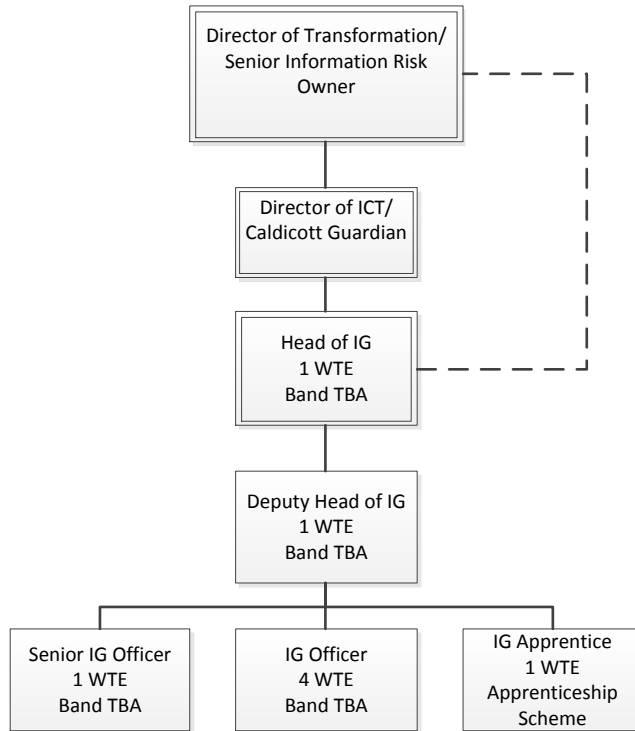 Director of Transformation/
Senior Information Risk
Owner
Director of ICT/
Caldicott Guardian
Head of IG
1 WTE
Band TBA
Deputy Head of IG
1 WTE
Band TBA
Senior IG Officer
1 WTE
Band TBA
IG Officer
4 WTE
Band TBA
IG Apprentice
1 WTE
Apprenticeship
Scheme